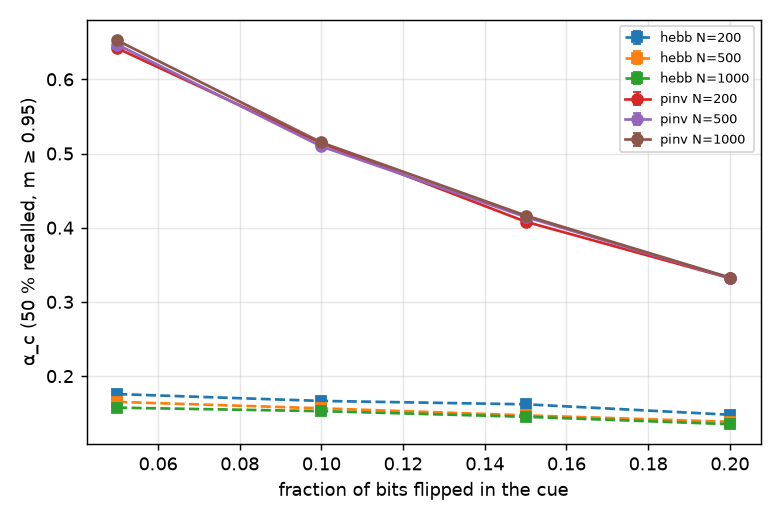 hebb N=200
hebb N=500
hebb N=1000
pinv N=200
pinv N=500
pinv N=1000
α_c (50 % recalled, m ≥ 0.95)
0.6
0.5
0.4
0.3
0.2
0.06 0.08 0.10 0.12 0.14 0.16 0.18 0.20
fraction of bits flipped in the cue